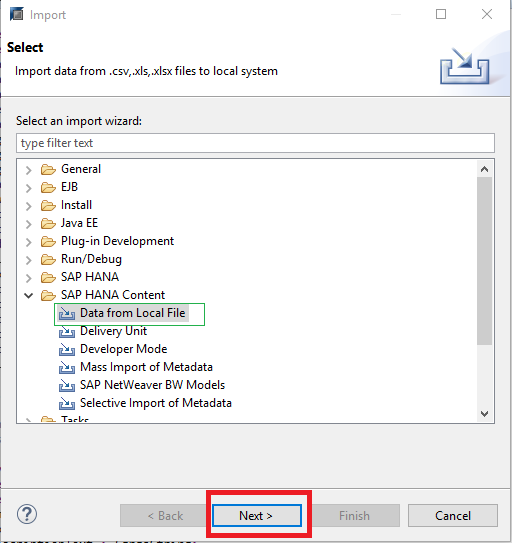 Import
Select
Import data from .csv,.xls,.xlsx files to local system
Select an import wizard:
type filter text
General
EJB
Install
Java EE
Plug-in Development
Run/Debug
SAP HANA
SAP HANA Content
Data from Local File
Delivery Unit
Developer Mode
Mass Import of Metadata
SAP NetWeaver BW Models
Selective Import of Metadata
Tasks
?
< Back
Next >
Finish
Cancel